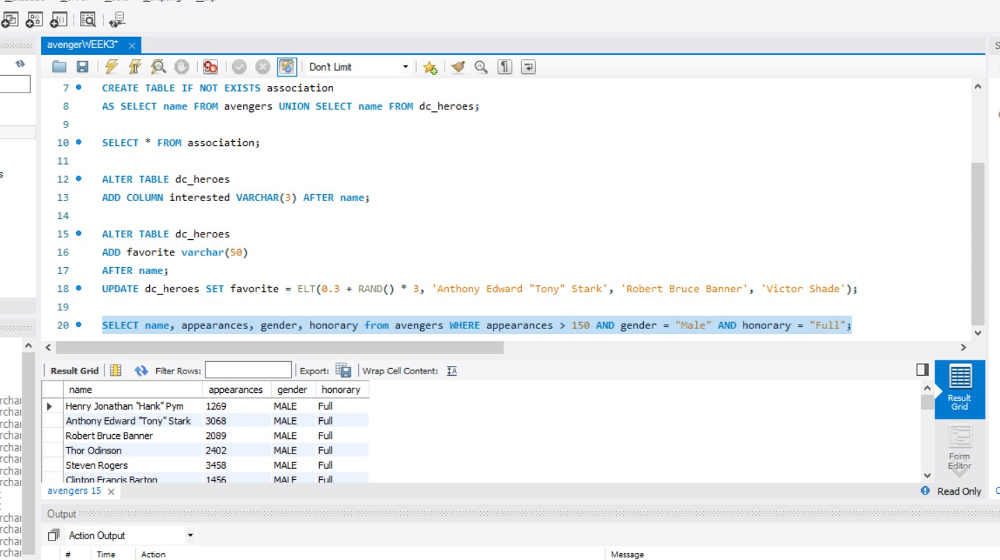 avengerWEEK3*
Don't Limit
7 CREATE TABLE IF NOT EXISTS association
8 AS SELECT name FROM avengers UNION SELECT name FROM dc_heroes;
9
10 SELECT * FROM association;
11
12 ALTER TABLE dc_heroes
13 ADD COLUMN interested VARCHAR(3) AFTER name;
14
15 ALTER TABLE dc_heroes
16 ADD favorite varchar(50)
17 AFTER name;
18 UPDATE dc_heroes SET favorite = ELT(0.3 + RAND() * 3, 'Anthony Edward "Tony" Stark', 'Robert Bruce Banner', 'Victor Shade');
19
20 SELECT name, appearances, gender, honorary from avengers WHERE appearances > 150 AND gender = "Male" AND honorary = "Full";
Result Grid Filter Rows: Export: Wrap Cell Content:
name appearances gender honorary
Henry Jonathan "Hank" Pym 1269 MALE Full
Anthony Edward "Tony" Stark 3068 MALE Full
Robert Bruce Banner 2089 MALE Full
Thor Odinson 2402 MALE Full
Steven Rogers 3458 MALE Full
Clinton Francis Barton 1456 MALE Full
Result
Grid
Form
Editor
avengers 15
Read Only
Output
Action Output
# Time Action Message